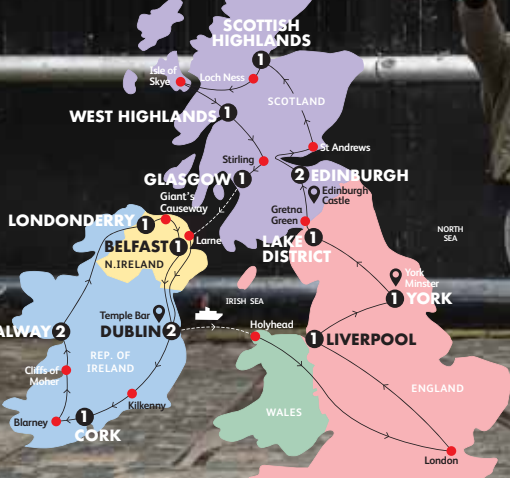 SCOTTISH
HIGHLANDS
1
Isle of
Skye
Loch Ness
SCOTLAND
WEST HIGHLANDS 1
St Andrews
Stirling
GLASGOW 1
2 EDINBURGH
Edinburgh
Castle
Giant's
Causeway
Gretna
Green
LONDONDERRY 1
Larne
BELFAST 1
N.IRELAND
LAKE 1
DISTRICT
NORTH
SEA
York
Minster
1 YORK
IRISH SEA
Temple Bar
ALWAY 2
DUBLIN 2
Holyhead
1 LIVERPOOL
REP. OF
IRELAND
Cliffs of
Moher
ENGLAND
Kilkenny
WALES
Blarney
1
CORK
London